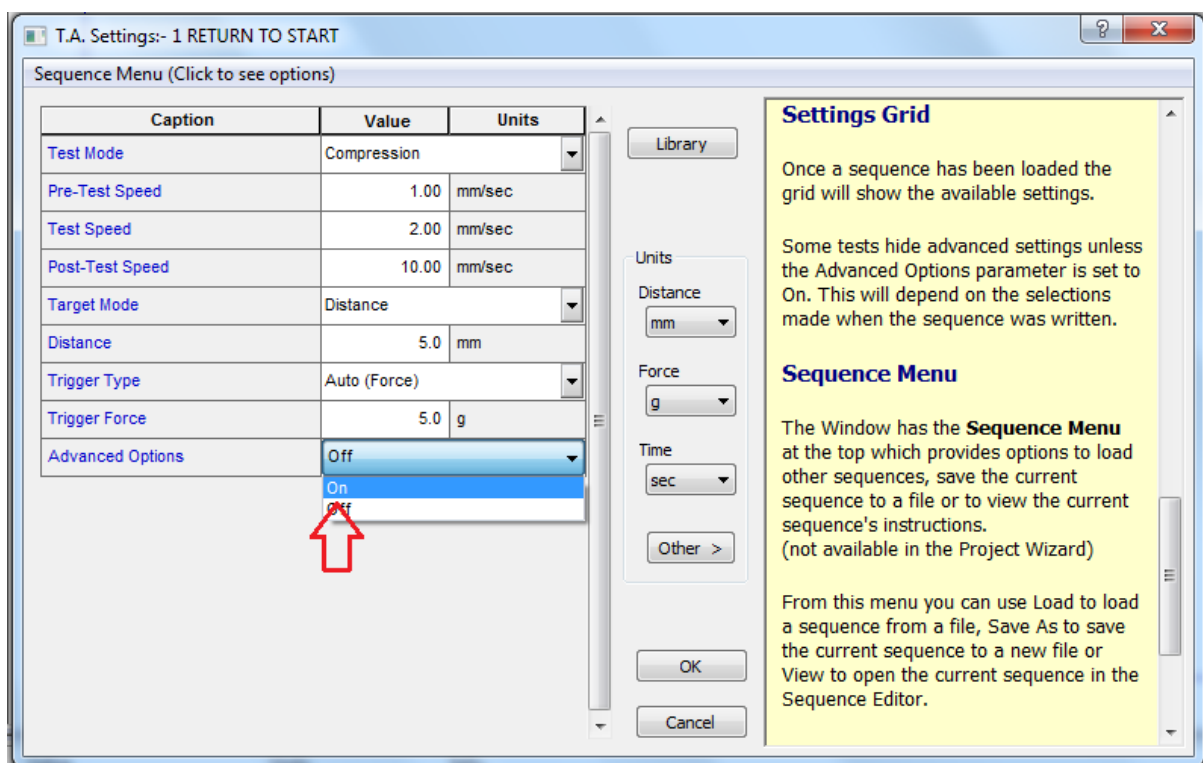 T.A. Settings:- 1 RETURN TO START
Sequence Menu (Click to see options)
Caption Value Units
Test Mode Compression
Pre-Test Speed 1.00 mm/sec
Test Speed 2.00 mm/sec
Post-Test Speed 10.00 mm/sec
Target Mode Distance
Distance 5.0 mm
Trigger Type Auto (Force)
Trigger Force 5.0 g
Advanced Options Off
On
Off
Library
Units
Distance
mm
Force
g
Time
sec
Other >
OK
Cancel
Settings Grid
Once a sequence has been loaded the
grid will show the available settings.
Some tests hide advanced settings unless
the Advanced Options parameter is set to
On. This will depend on the selections
made when the sequence was written.
Sequence Menu
The Window has the Sequence Menu
at the top which provides options to load
other sequences, save the current
sequence to a file or to view the current
sequence's instructions.
(not available in the Project Wizard)
From this menu you can use Load to load
a sequence from a file, Save As to save
the current sequence to a new file or
View to open the current sequence in the
Sequence Editor.